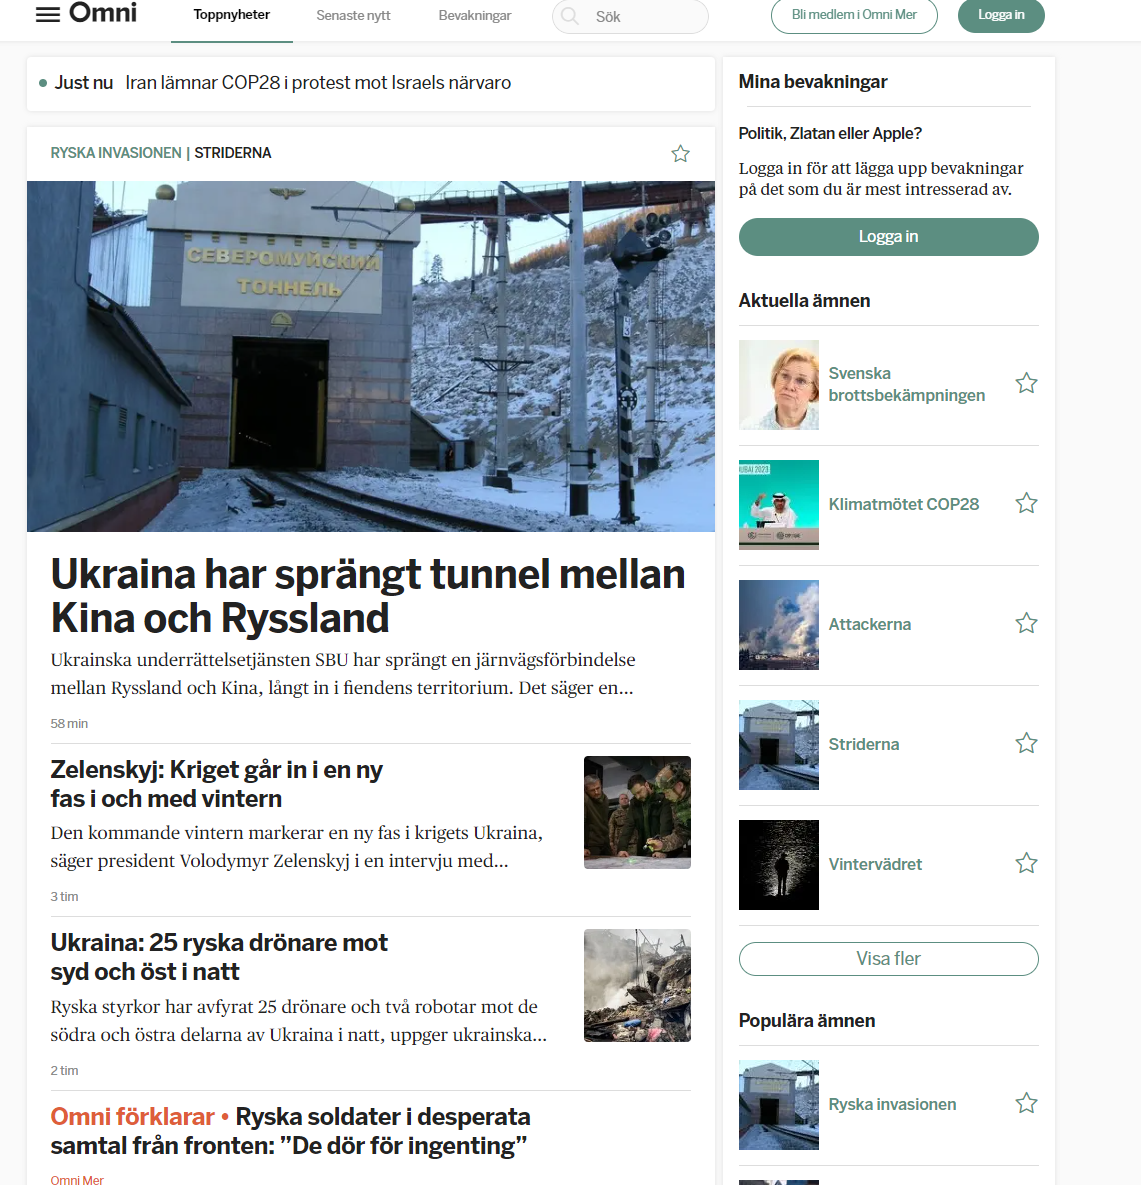 Omni
Toppnyheter
Senaste nytt
Bevakningar
Sök
Bli medlem i Omni Mer
Logga in
Just nu Iran lämnar COP28 i protest mot Israels närvaro
RYSKA INVASIONEN | STRIDERNA
СЕВЕРОМУЙСКИЙ
ТОННЕЛЬ
Ukraina har sprängt tunnel mellan
Kina och Ryssland
Ukrainska underrättelsetjänsten SBU har sprängt en järnvägsförbindelse
mellan Ryssland och Kina, långt in i fiendens territorium. Det säger en...
58 min
Zelenskyj: Kriget går in i en ny
fas i och med vintern
Den kommande vintern markerar en ny fas i krigets Ukraina,
säger president Volodymyr Zelenskyj i en intervju med...
3 tim
Ukraina: 25 ryska drönare mot
syd och öst i natt
Ryska styrkor har avfyrat 25 drönare och två robotar mot de
södra och östra delarna av Ukraina i natt, uppger ukrainska...
2 tim
Omni förklarar • Ryska soldater i desperata
samtal från fronten: ”De dör för ingenting”
Omni Mer
Mina bevakningar
Politik, Zlatan eller Apple?
Logga in för att lägga upp bevakningar
på det som du är mest intresserad av.
Logga in
Aktuella ämnen
Svenska
brottsbekämpningen
UBAI 2023
Klimatmötet COP28
Attackerna
Striderna
Vintervädret
Visa fler
Populära ämnen
Ryska invasionen